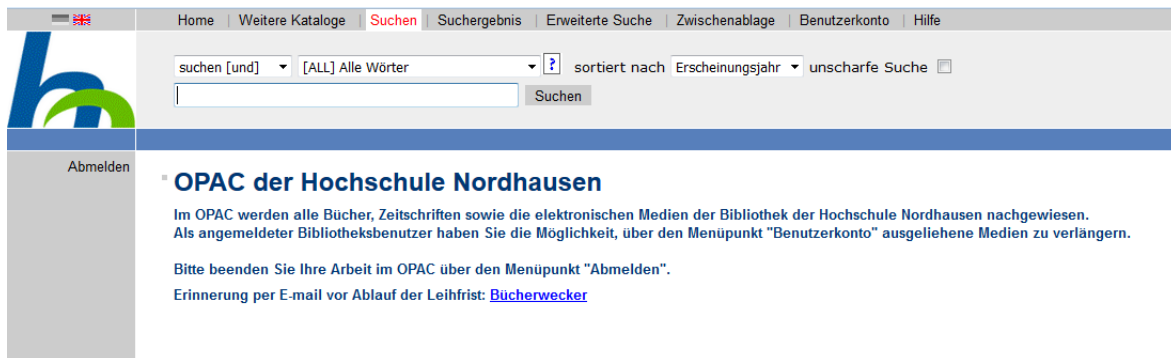 Home | Weitere Kataloge | Suchen | Suchergebnis | Erweiterte Suche | Zwischenablage | Benutzerkonto | Hilfe
suchen [und] [ALL] Alle Wörter ? sortiert nach Erscheinungsjahr unscharfe Suche
Suchen
Abmelden
OPAC der Hochschule Nordhausen
Im OPAC werden alle Bücher, Zeitschriften sowie die elektronischen Medien der Bibliothek der Hochschule Nordhausen nachgewiesen.
Als angemeldeter Bibliotheksbenutzer haben Sie die Möglichkeit, über den Menüpunkt "Benutzerkonto" ausgeliehene Medien zu verlängern.
Bitte beenden Sie Ihre Arbeit im OPAC über den Menüpunkt "Abmelden".
Erinnerung per E-mail vor Ablauf der Leihfrist: Bücherwecker